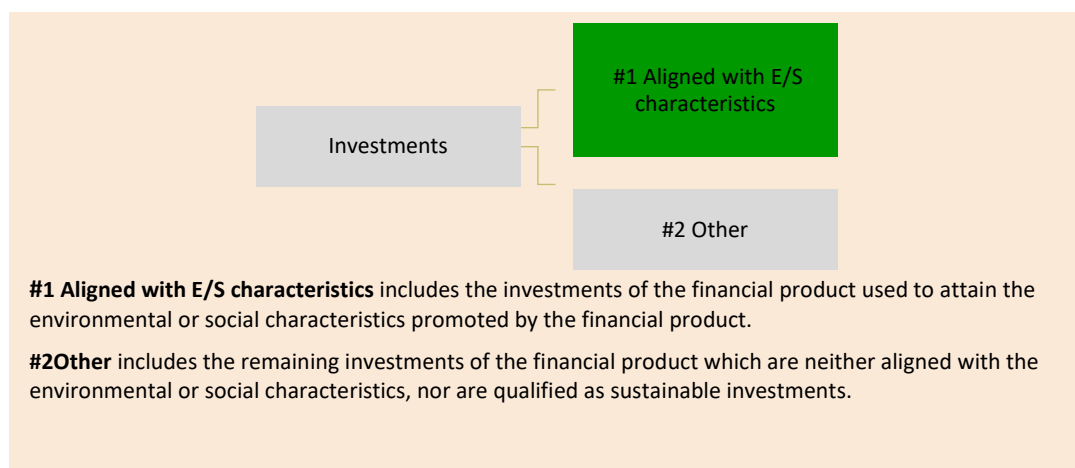 #1 Aligned with E/S
characteristics
Investments
#2 Other
#1 Aligned with E/S characteristics includes the investments of the financial product used to attain the
environmental or social characteristics promoted by the financial product.
#2Other includes the remaining investments of the financial product which are neither aligned with the
environmental or social characteristics, nor are qualified as sustainable investments.